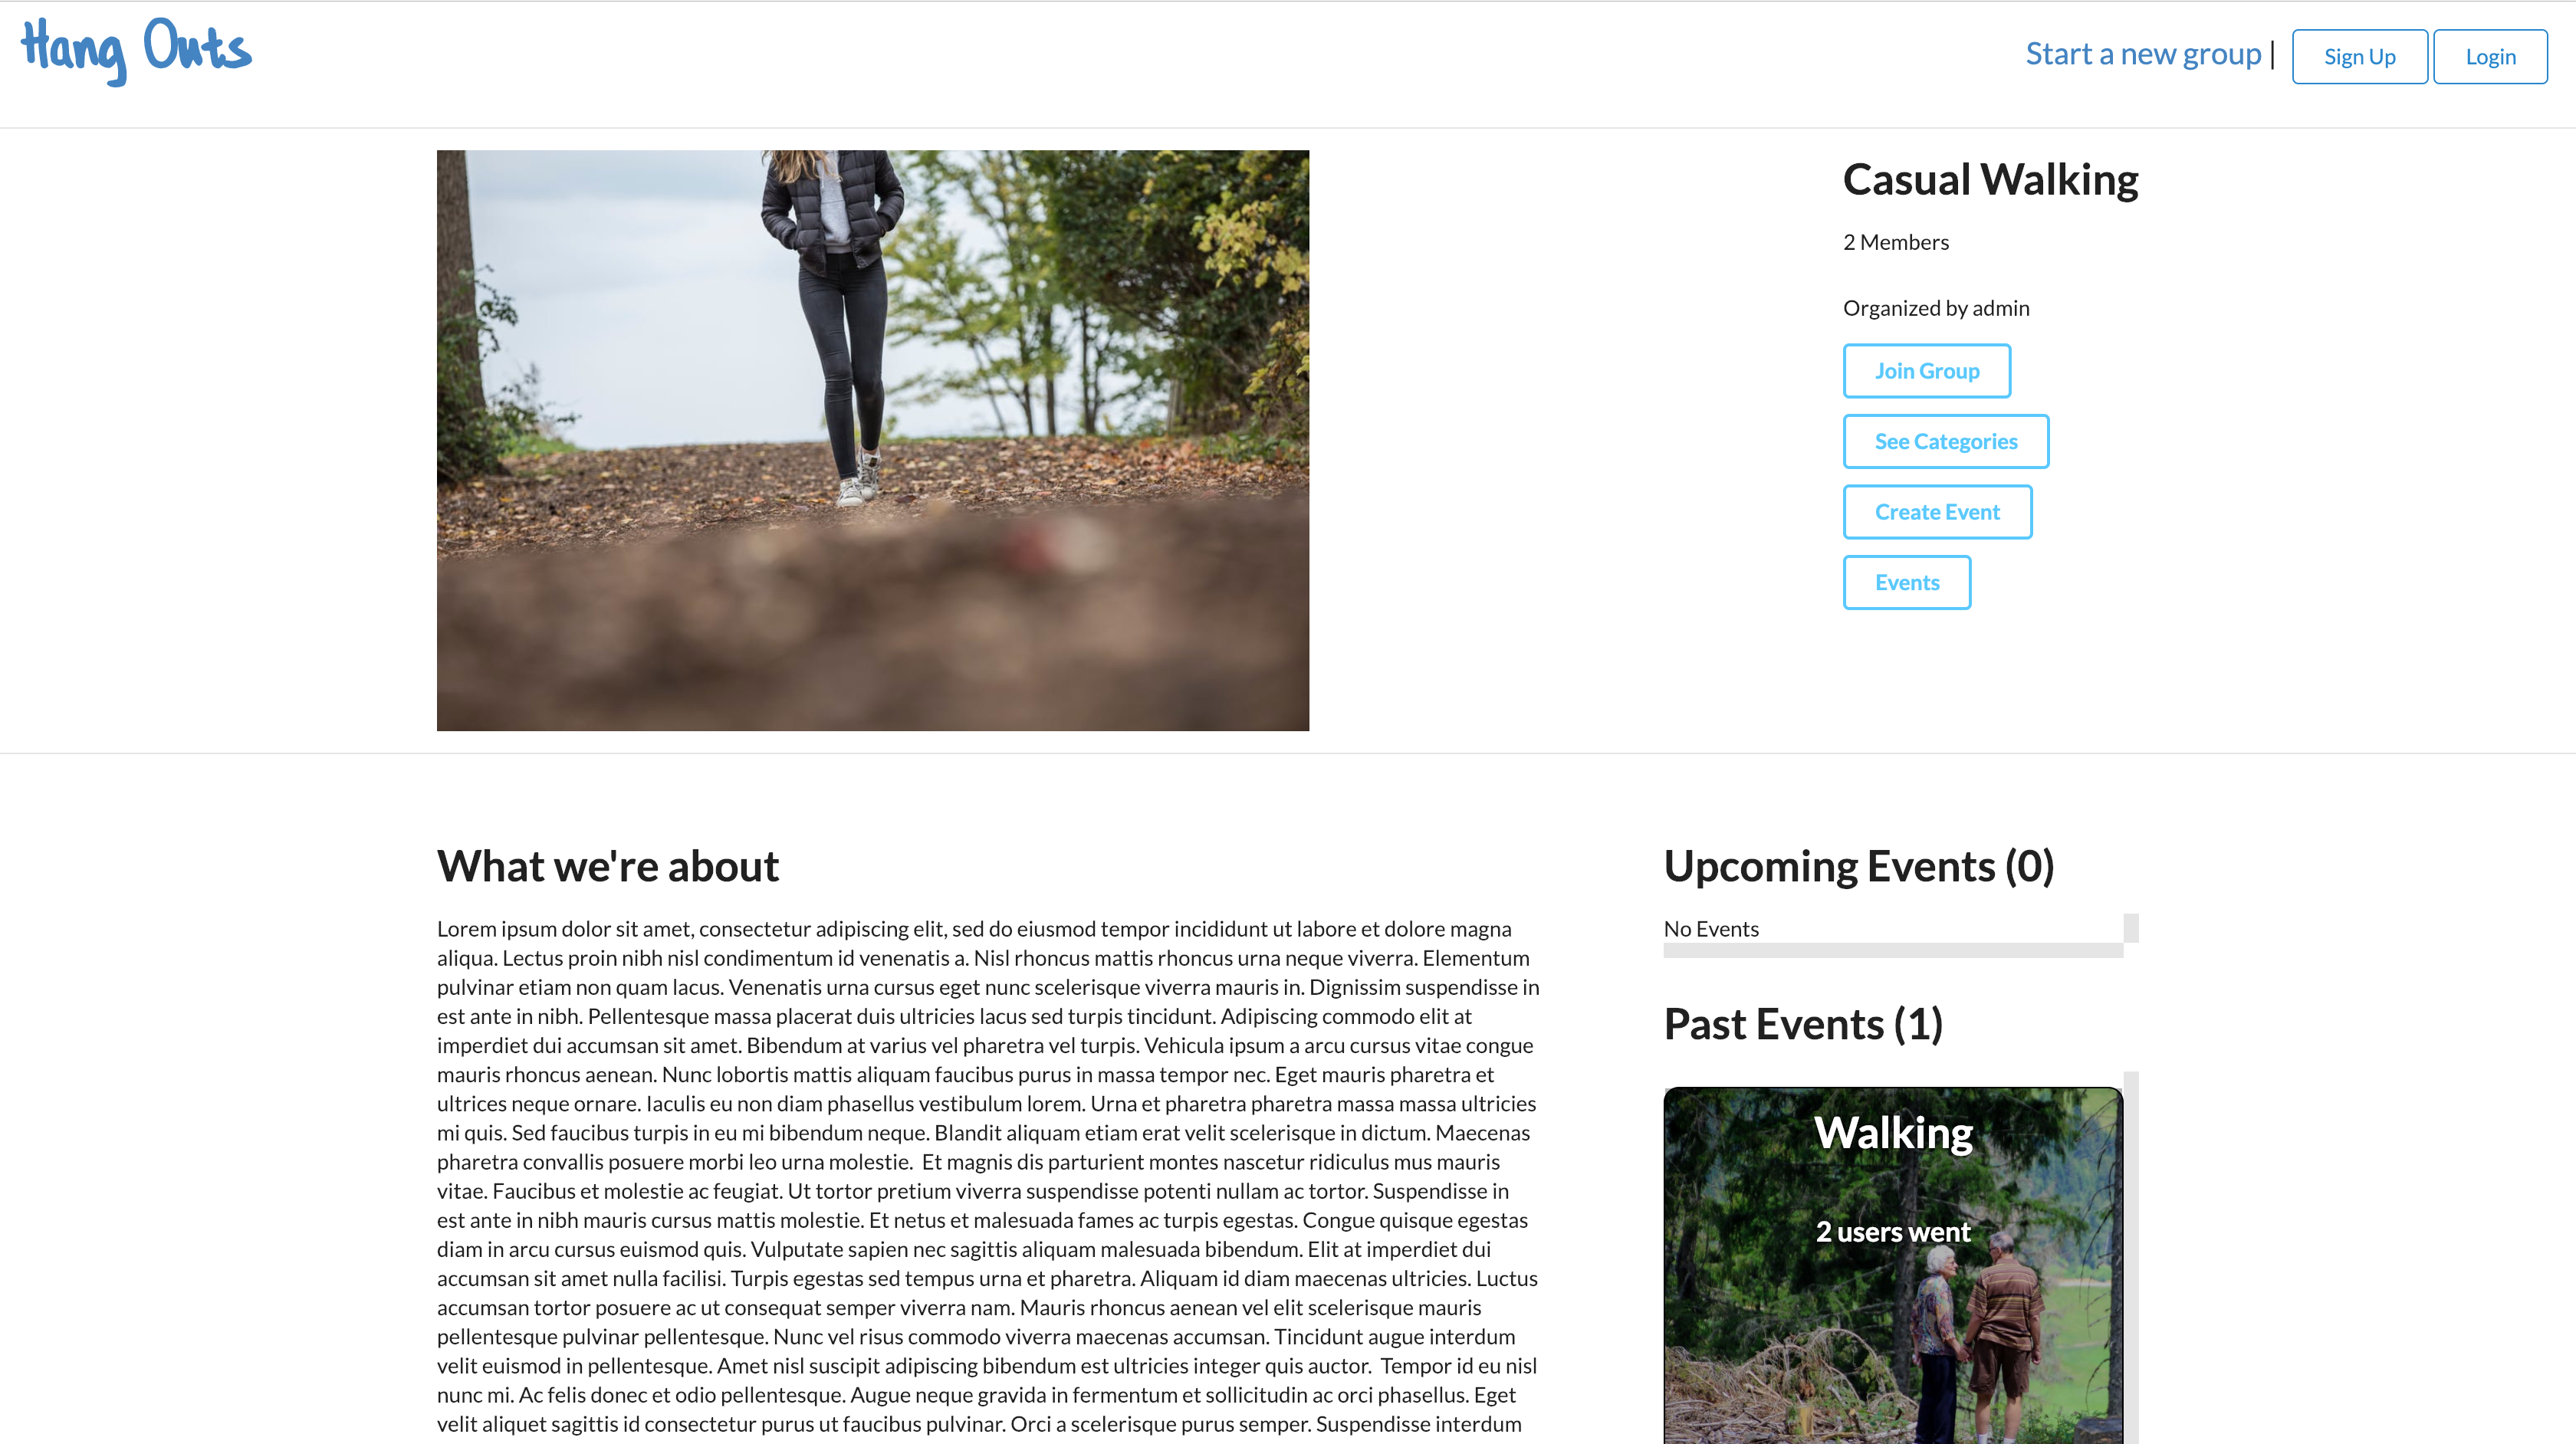 Hang Outs
Start a new group |
Sign Up
Login
Casual Walking
2 Members
Organized by admin
Join Group
See Categories
Create Event
Events
What we're about
Lorem ipsum dolor sit amet, consectetur adipiscing elit, sed do eiusmod tempor incididunt ut labore et dolore magna
aliqua. Lectus proin nibh nisl condimentum id venenatis a. Nisl rhoncus mattis rhoncus urna neque viverra. Elementum
pulvinar etiam non quam lacus. Venenatis urna cursus eget nunc scelerisque viverra mauris in. Dignissim suspendisse in
est ante in nibh. Pellentesque massa placerat duis ultricies lacus sed turpis tincidunt. Adipiscing commodo elit at
imperdiet dui accumsan sit amet. Bibendum at varius vel pharetra vel turpis. Vehicula ipsum a arcu cursus vitae congue
mauris rhoncus aenean. Nunc lobortis mattis aliquam faucibus purus in massa tempor nec. Eget mauris pharetra et
ultrices neque ornare. Iaculis eu non diam phasellus vestibulum lorem. Urna et pharetra pharetra massa massa ultricies
mi quis. Sed faucibus turpis in eu mi bibendum neque. Blandit aliquam etiam erat velit scelerisque in dictum. Maecenas
pharetra convallis posuere morbi leo urna molestie.  Et magnis dis parturient montes nascetur ridiculus mus mauris
vitae. Faucibus et molestie ac feugiat. Ut tortor pretium viverra suspendisse potenti nullam ac tortor. Suspendisse in
est ante in nibh mauris cursus mattis molestie. Et netus et malesuada fames ac turpis egestas. Congue quisque egestas
diam in arcu cursus euismod quis. Vulputate sapien nec sagittis aliquam malesuada bibendum. Elit at imperdiet dui
accumsan sit amet nulla facilisi. Turpis egestas sed tempus urna et pharetra. Aliquam id diam maecenas ultricies. Luctus
accumsan tortor posuere ac ut consequat semper viverra nam. Mauris rhoncus aenean vel elit scelerisque mauris
pellentesque pulvinar pellentesque. Nunc vel risus commodo viverra maecenas accumsan. Tincidunt augue interdum
velit euismod in pellentesque. Amet nisl suscipit adipiscing bibendum est ultricies integer quis auctor.  Tempor id eu nisl
nunc mi. Ac felis donec et odio pellentesque. Augue neque gravida in fermentum et sollicitudin ac orci phasellus. Eget
velit aliquet sagittis id consectetur purus ut faucibus pulvinar. Orci a scelerisque purus semper. Suspendisse interdum
Upcoming Events (0)
No Events
Past Events (1)
Walking
2 users went